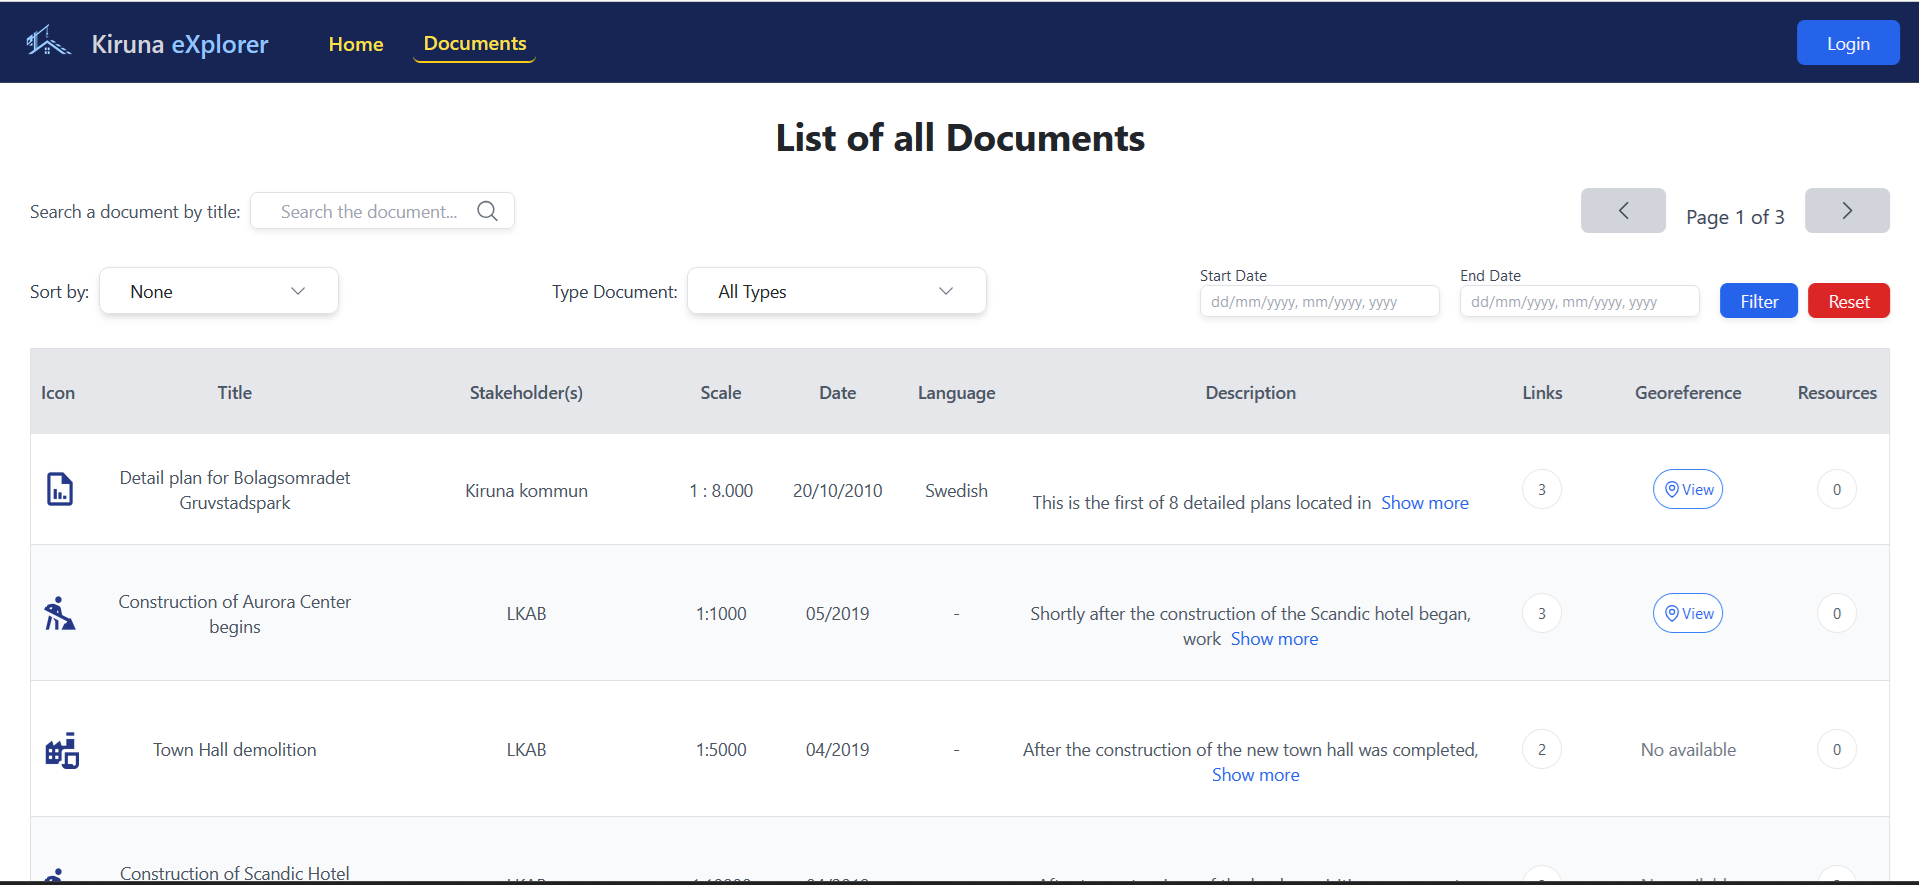 Kiruna eXplorer
Home
Documents
Login
List of all Documents
Search a document by title:
Search the document...
Page 1 of 3
Sort by:
None
Type Document:
All Types
Start Date
dd/mm/yyyy, mm/yyyy, yyyy
End Date
dd/mm/yyyy, mm/yyyy, yyyy
Filter
Reset
Icon Title Stakeholder(s) Scale Date Language Description Links Georeference Resources
Detail plan for Bolagsomradet
Gruvstadspark
Kiruna kommun
1 : 8.000
20/10/2010
Swedish
This is the first of 8 detailed plans located in Show more
3
View
0
Construction of Aurora Center
begins
LKAB
1:1000
05/2019
-
Shortly after the construction of the Scandic hotel began,
work Show more
3
View
0
Town Hall demolition
LKAB
1:5000
04/2019
-
After the construction of the new town hall was completed,
Show more
2
No available
0
Construction of Scandic Hotel